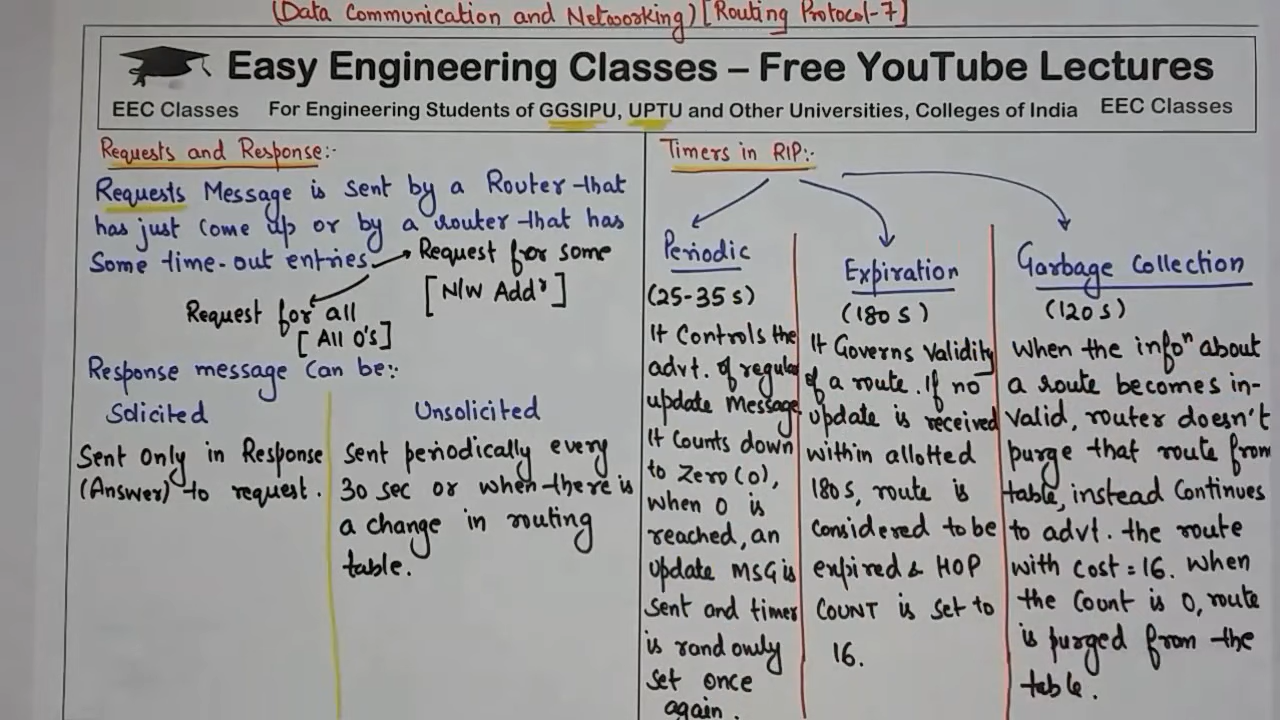 (Data Communication and Networking) [Routing Protocol-7]
Easy Engineering Classes – Free YouTube Lectures
EEC Classes For Engineering Students of GGSIPU, UPTU and Other Universities, Colleges of India EEC Classes
Requests and Response:-
Requests Message is sent by a Router that
has just come up or by a router that has
Some time-out entries
Request for some
[N/W Addr]
Request for all
[All 0's]
Response message can be:-
Solicited
Sent Only in Response
(Answer) to request.
Unsolicited
Sent periodically every
30 sec or when there is
a change in routing
table.
Timers in RIP:-
Periodic
(25-35 s)
It Controls the
advt. of regular
update Message
It Counts down
to Zero (0),
when 0 is
reached, an
update MSG is
sent and timer
is randomly
set once
again.
Expiration
(180 s)
It Governs Validity
of a route. If no
update is received
within allotted
180s, route is
Considered to be
expired & HOP
COUNT is set to
16.
Garbage Collection
(120 s)
When the infon about
a route becomes in-
valid, router doesn't
purge that route from
table, instead Continues
to advt. the route
with cost = 16. When
the Count is 0, route
is purged from the
table.